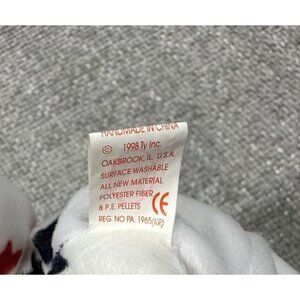 HANDMADE IN CHINA
© 1998 Ty Inc.
OAKBROOK, IL. U.S.A.
SURFACE WASHABLE
ALL NEW MATERIAL
POLYESTER FIBER
& P.E. PELLETS CE
REG. NO PA. 1965(KR)